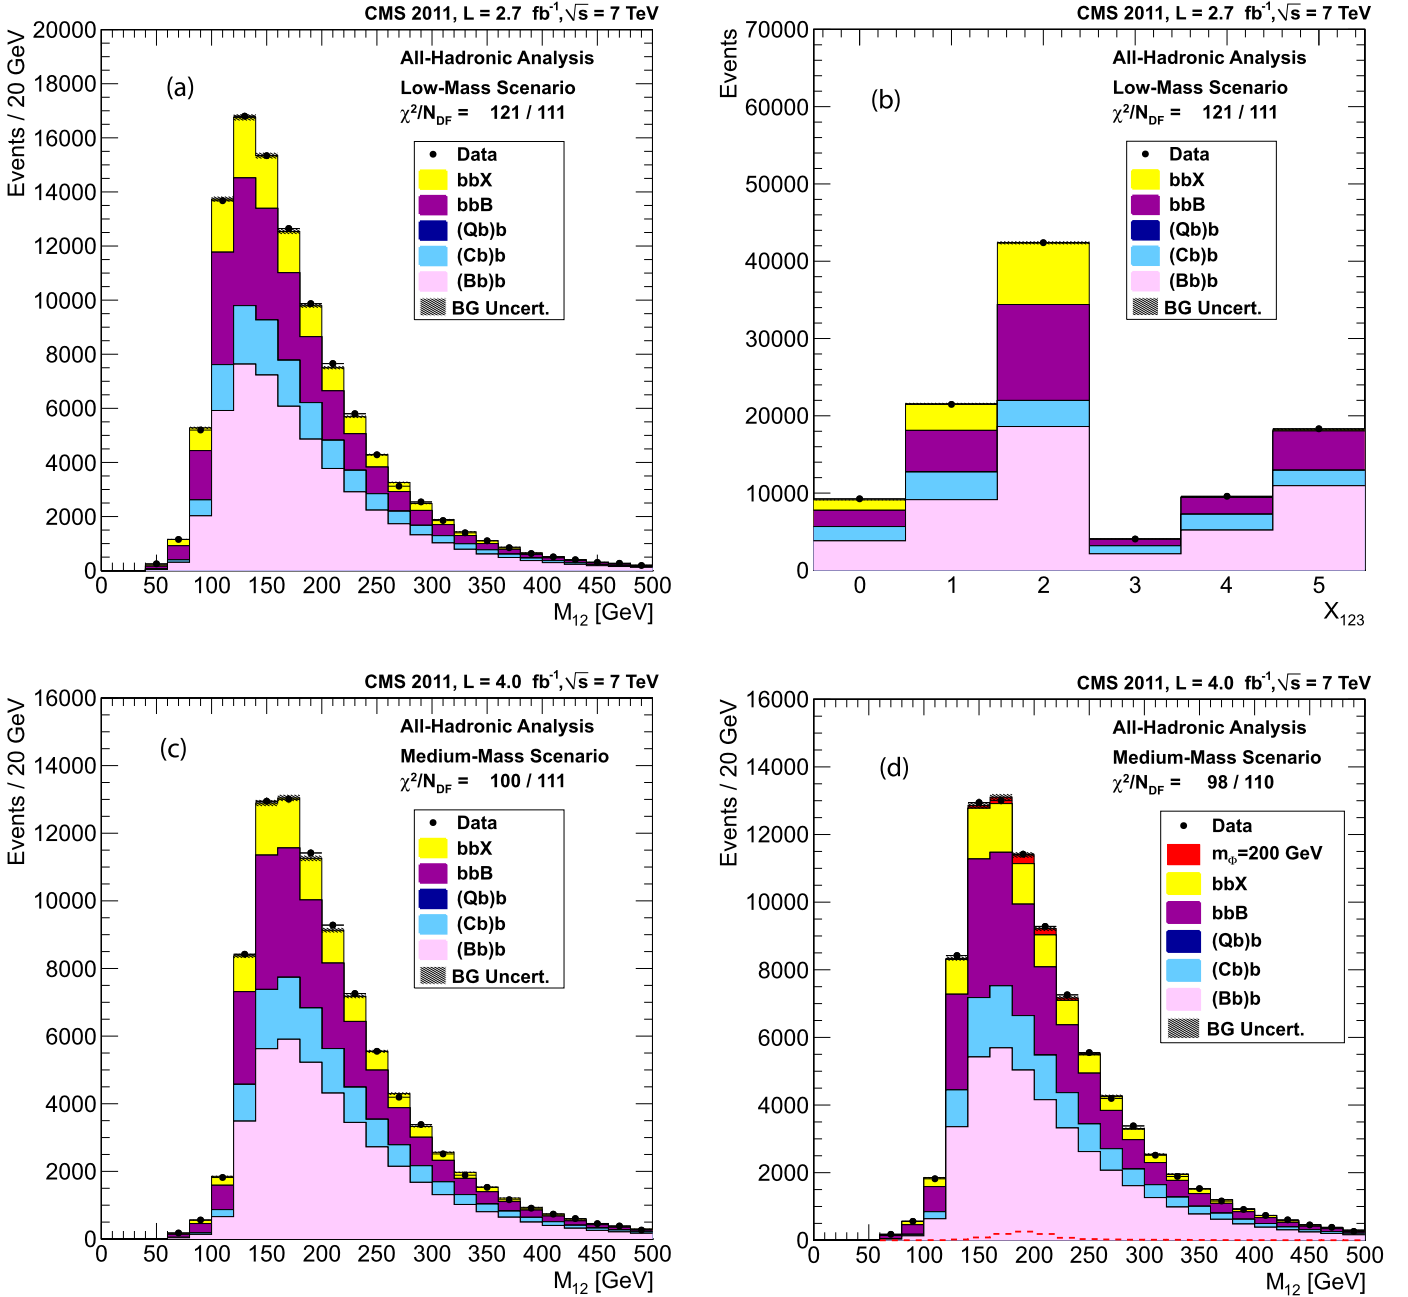 CMS 2011, L = 2.7 fb⁻¹, √s = 7 TeV
Events / 20 GeV
20000
18000
16000
14000
12000
10000
8000
6000
4000
2000
0
(a)
All-Hadronic Analysis
Low-Mass Scenario
χ²/N_DF = 121 / 111
Data
bbX
bbB
(Qb)b
(Cb)b
(Bb)b
BG Uncert.
0 50 100 150 200 250 300 350 400 450 500
M₁₂ [GeV]
CMS 2011, L = 2.7 fb⁻¹, √s = 7 TeV
Events
70000
60000
50000
40000
30000
20000
10000
0
(b)
All-Hadronic Analysis
Low-Mass Scenario
χ²/N_DF = 121 / 111
Data
bbX
bbB
(Qb)b
(Cb)b
(Bb)b
BG Uncert.
0 1 2 3 4 5
X₁₂₃
CMS 2011, L = 4.0 fb⁻¹, √s = 7 TeV
Events / 20 GeV
16000
14000
12000
10000
8000
6000
4000
2000
0
(c)
All-Hadronic Analysis
Medium-Mass Scenario
χ²/N_DF = 100 / 111
Data
bbX
bbB
(Qb)b
(Cb)b
(Bb)b
BG Uncert.
0 50 100 150 200 250 300 350 400 450 500
M₁₂ [GeV]
CMS 2011, L = 4.0 fb⁻¹, √s = 7 TeV
Events / 20 GeV
16000
14000
12000
10000
8000
6000
4000
2000
0
(d)
All-Hadronic Analysis
Medium-Mass Scenario
χ²/N_DF = 98 / 110
Data
m_Φ=200 GeV
bbX
bbB
(Qb)b
(Cb)b
(Bb)b
BG Uncert.
0 50 100 150 200 250 300 350 400 450 500
M₁₂ [GeV]